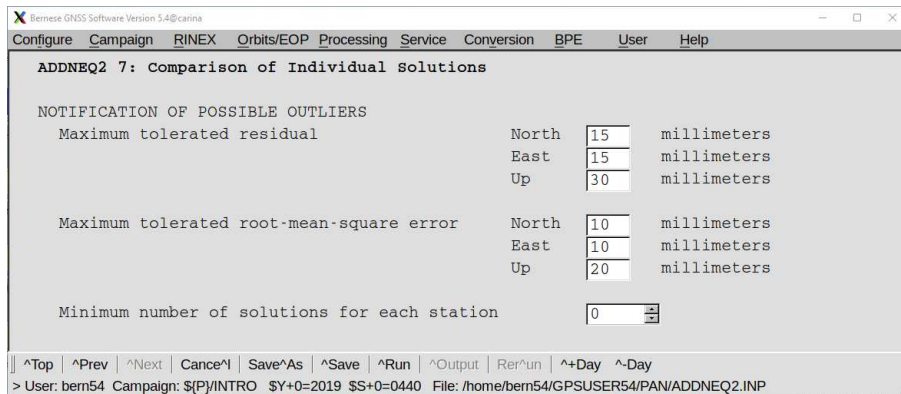 Bernese GNSS Software Version 5.4@carina
Configure Campaign RINEX Orbits/EOP Processing Service Conversion BPE User Help
ADDNEQ2 7: Comparison of Individual Solutions
NOTIFICATION OF POSSIBLE OUTLIERS
Maximum tolerated residual North 15 millimeters
East 15 millimeters
Up 30 millimeters
Maximum tolerated root-mean-square error North 10 millimeters
East 10 millimeters
Up 20 millimeters
Minimum number of solutions for each station 0
^Top | ^Prev | ^Next | Cance^l | Save^As | ^Save | ^Run | ^Output | Rer^un | ^+Day ^-Day
> User: bern54 Campaign: ${P}/INTRO $Y+0=2019 $S+0=0440 File: /home/bern54/GPSUSER54/PAN/ADDNEQ2.INP